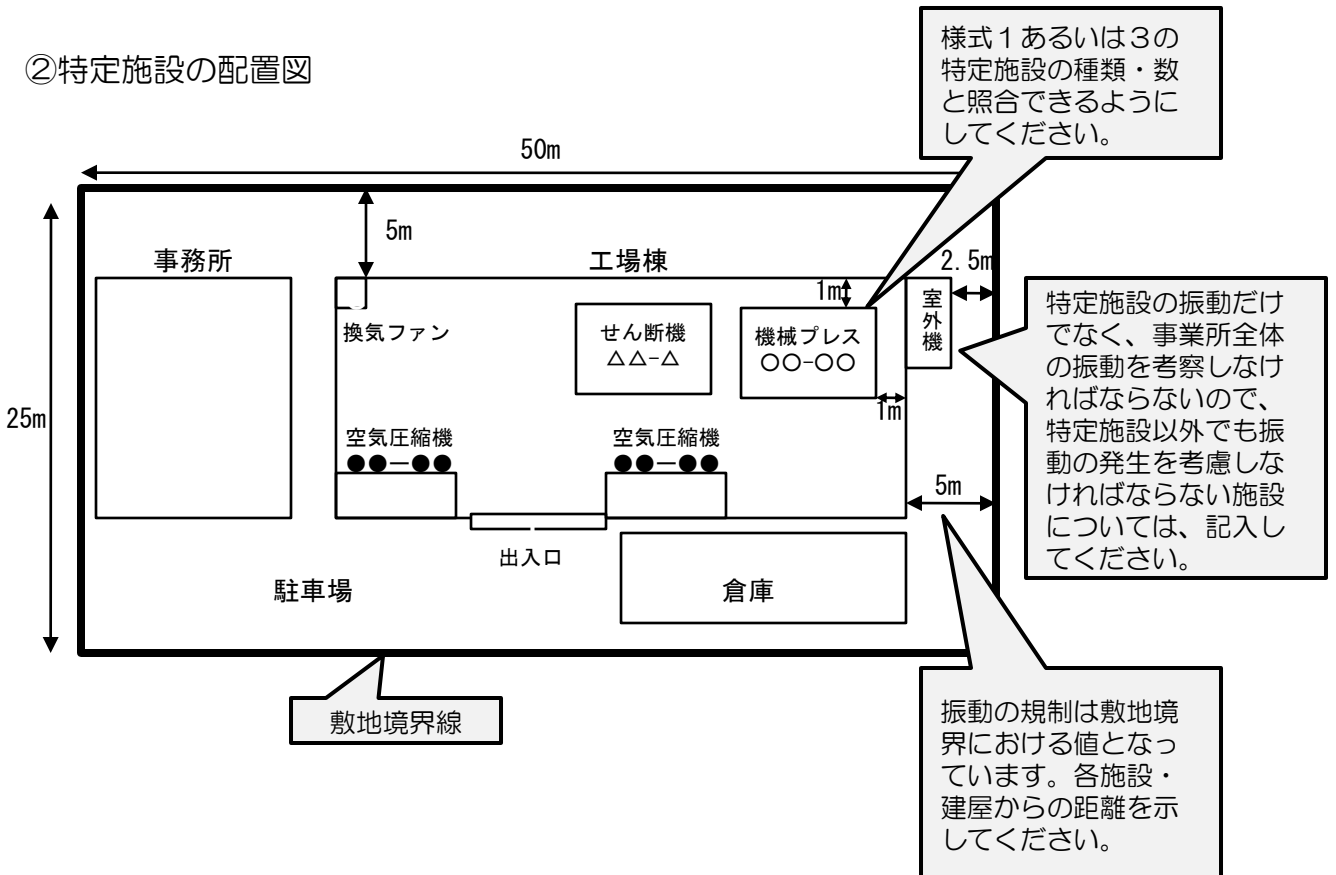 ②特定施設の配置図
様式１あるいは３の
特定施設の種類・数
と照合できるように
してください。
50m
5m
25m
事務所
工場棟
2.5m
1m
室外機
換気ファン
せん断機
△△-△
機械プレス
○○-○○
1m
特定施設の振動だけ
でなく、事業所全体
の振動を考察しなけ
ればならないので、
特定施設以外でも振
動の発生を考慮しな
ければならない施設
については、記入し
てください。
空気圧縮機
●●－●●
空気圧縮機
●●－●●
5m
出入口
駐車場
倉庫
敷地境界線
振動の規制は敷地境
界における値となっ
ています。各施設・
建屋からの距離を示
してください。